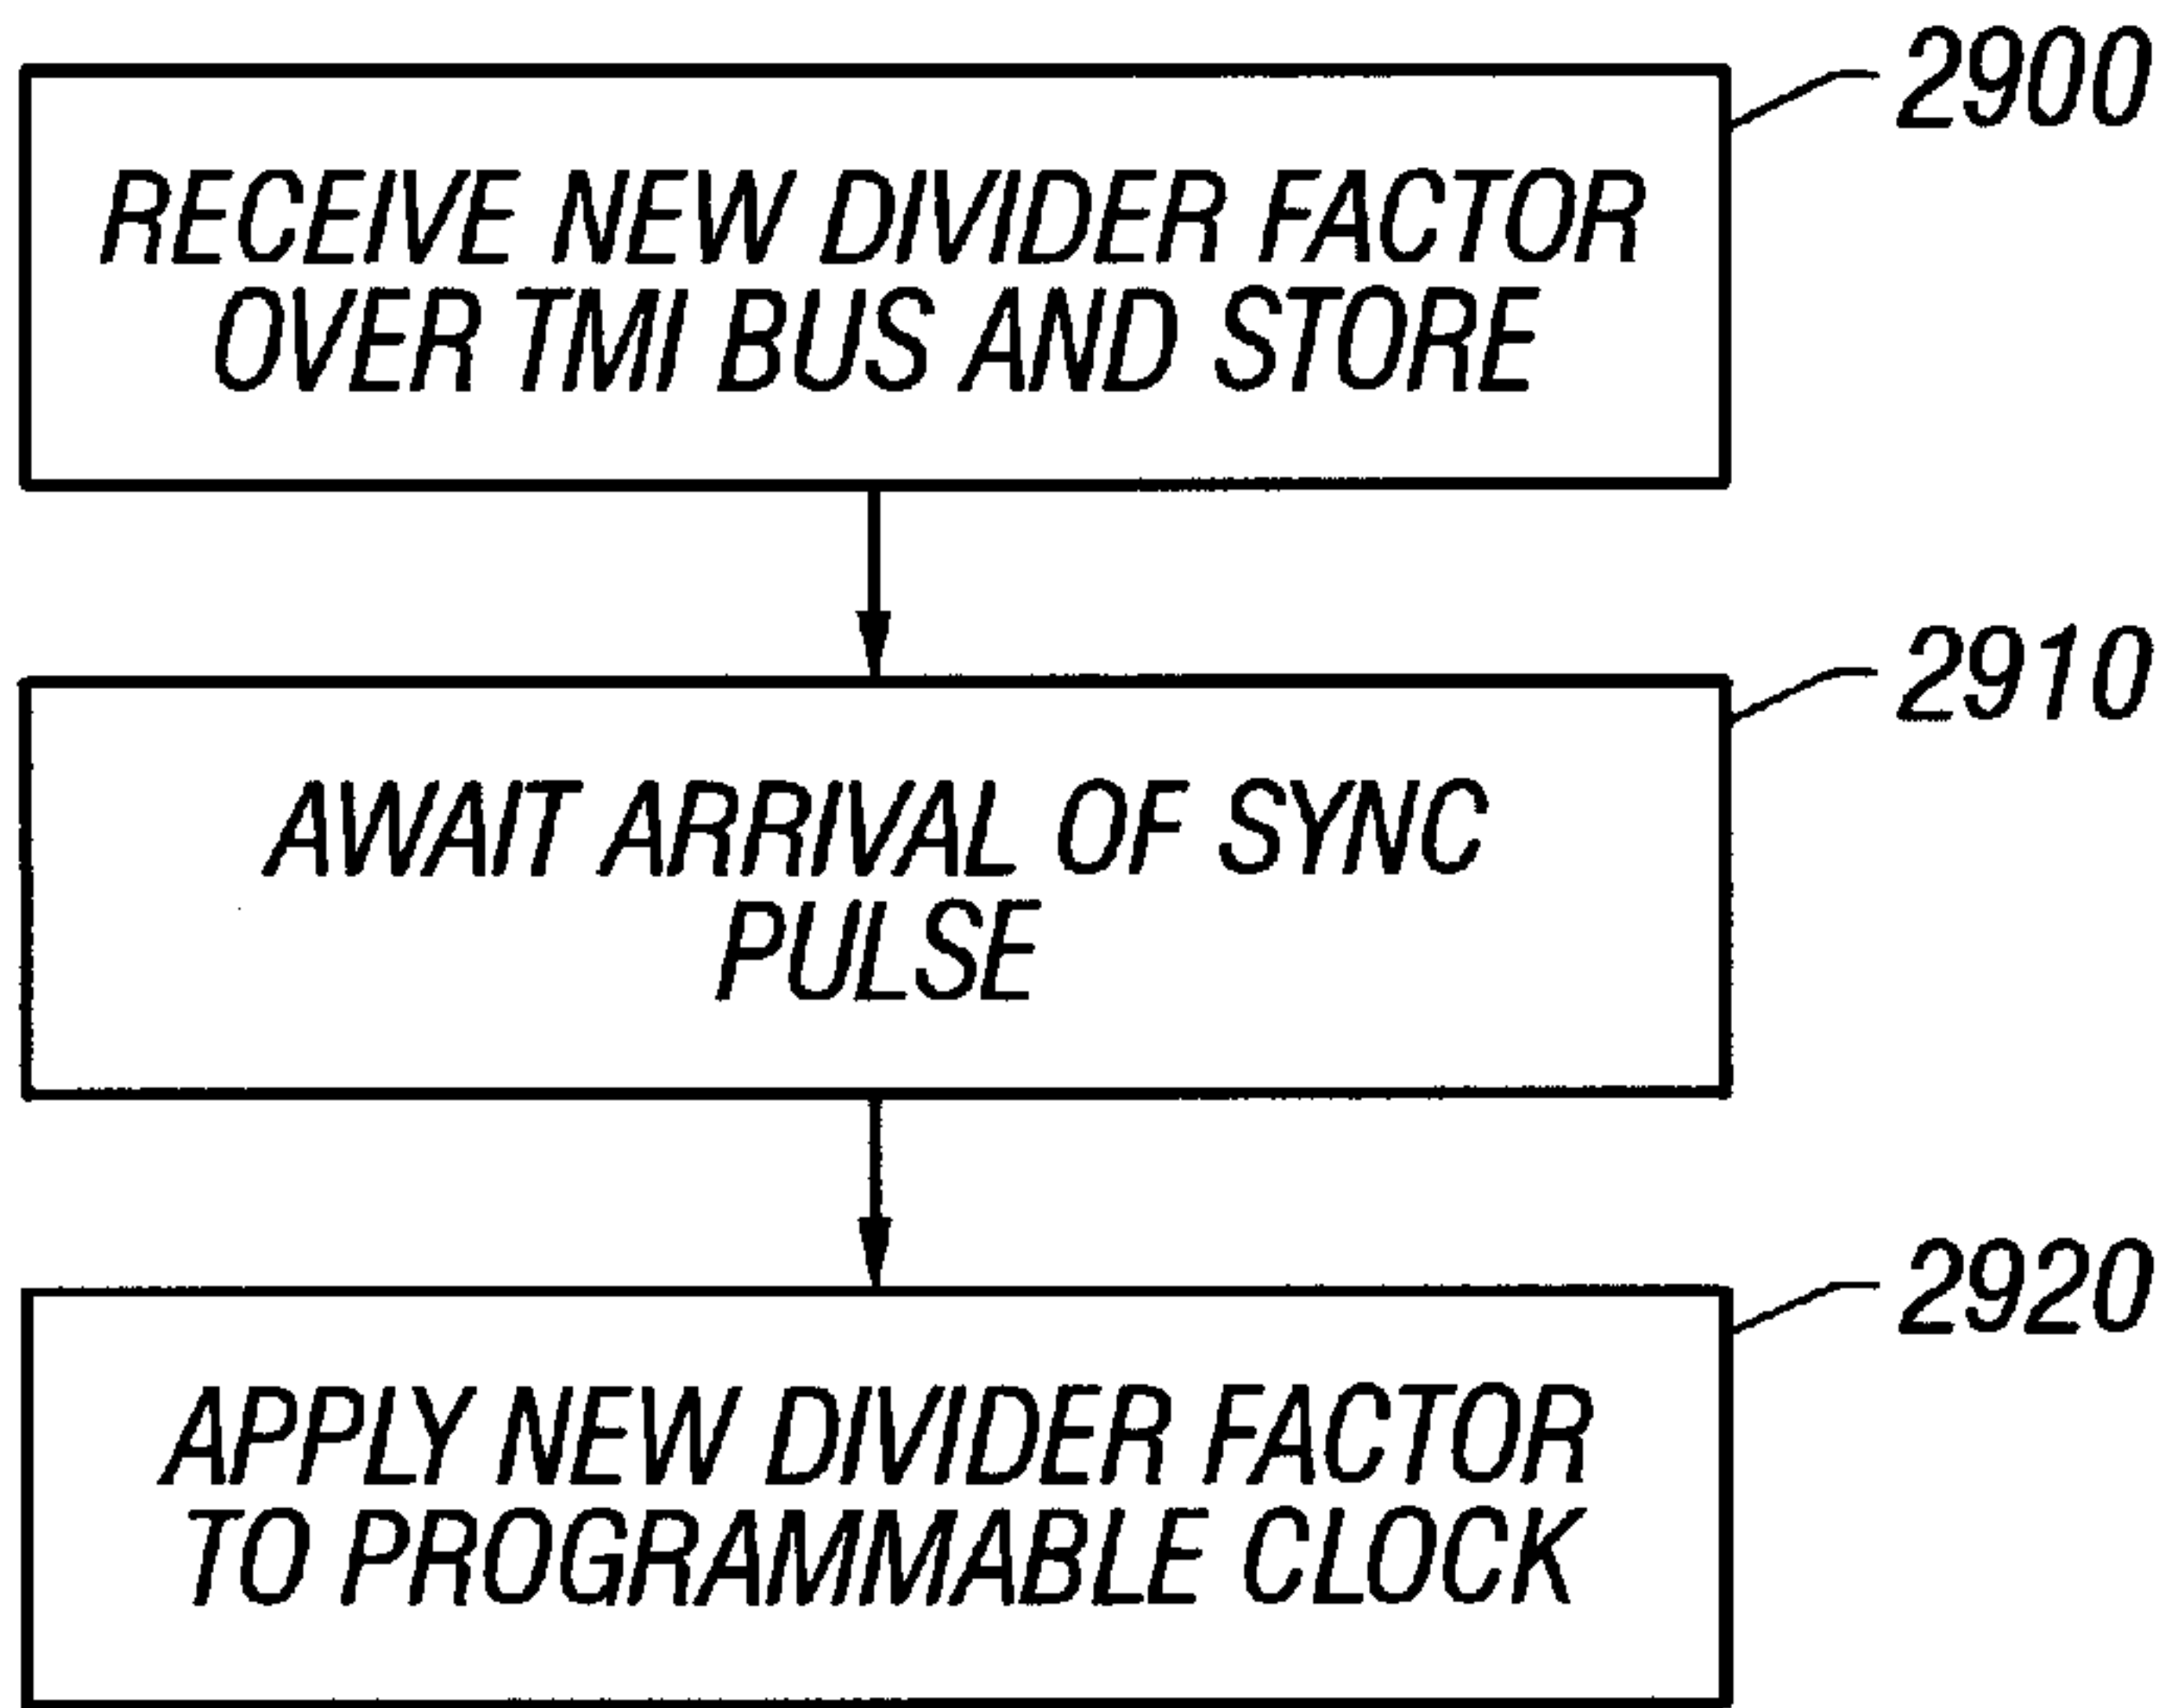 2900
RECEIVE NEW DIVIDER FACTOR
OVER TMI BUS AND STORE
2910
AWAIT ARRIVAL OF SYNC
PULSE
2920
APPLY NEW DIVIDER FACTOR
TO PROGRAMMABLE CLOCK